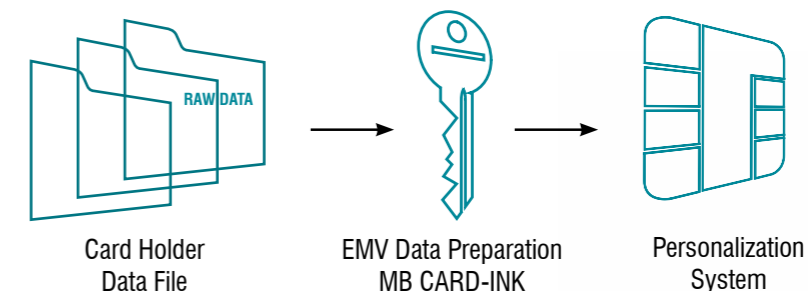 RAW DATA
Card Holder
Data File
EMV Data Preparation
MB CARD-INK
Personalization
System